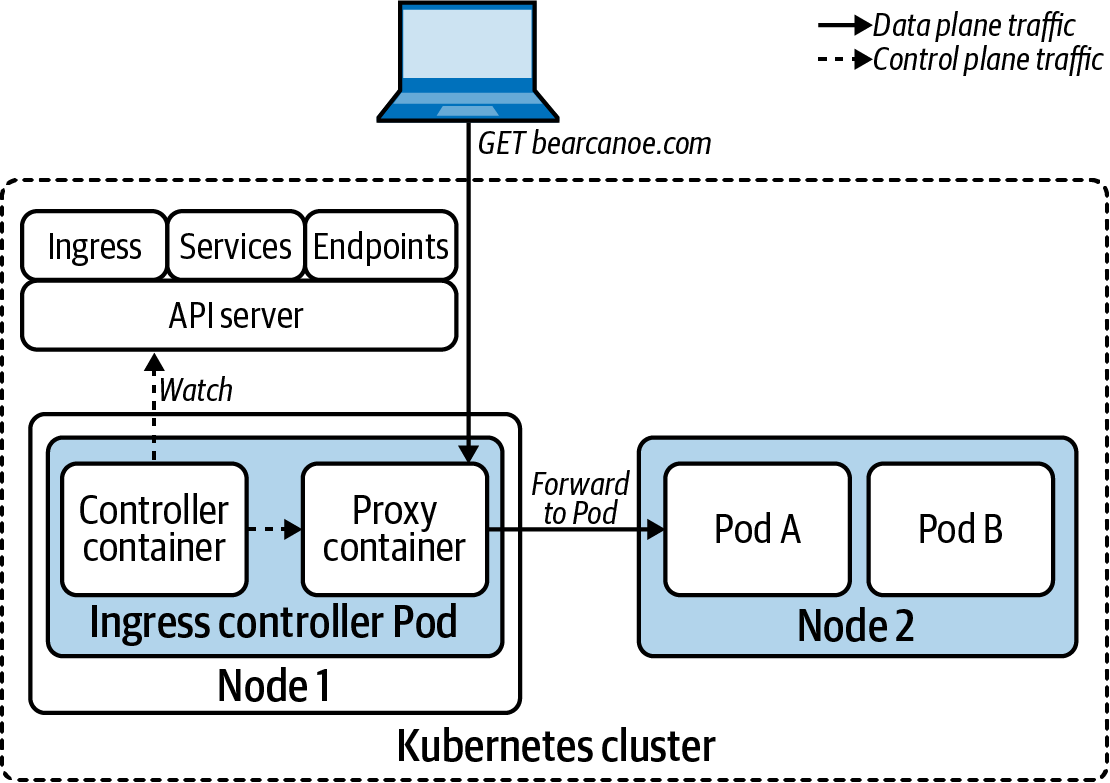 Data plane traffic
Control plane traffic
GET bearcanoe.com
Ingress
Services
Endpoints
API server
Watch
Controller
container
Proxy
container
Ingress controller Pod
Node 1
Forward
to Pod
Pod A
Pod B
Node 2
Kubernetes cluster